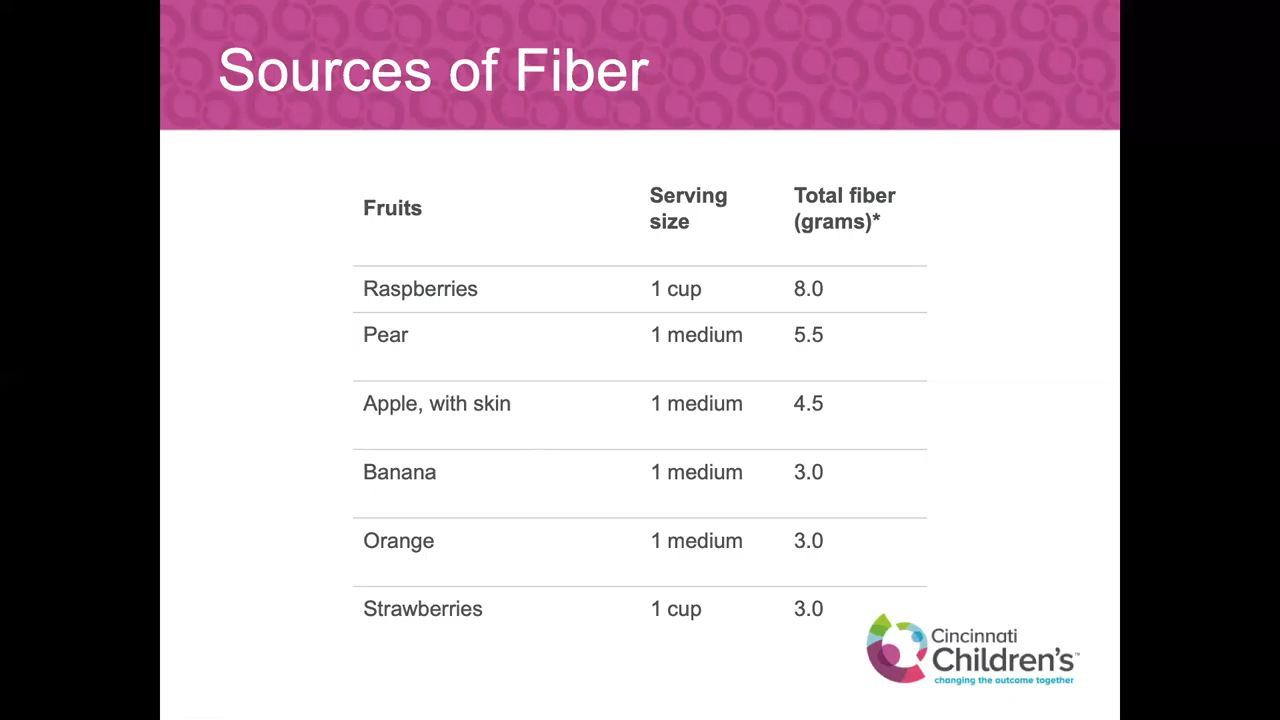 Sources of Fiber
Fruits Serving size Total fiber (grams)*
Raspberries 1 cup 8.0
Pear 1 medium 5.5
Apple, with skin 1 medium 4.5
Banana 1 medium 3.0
Orange 1 medium 3.0
Strawberries 1 cup 3.0
Cincinnati
Children's™
changing the outcome together